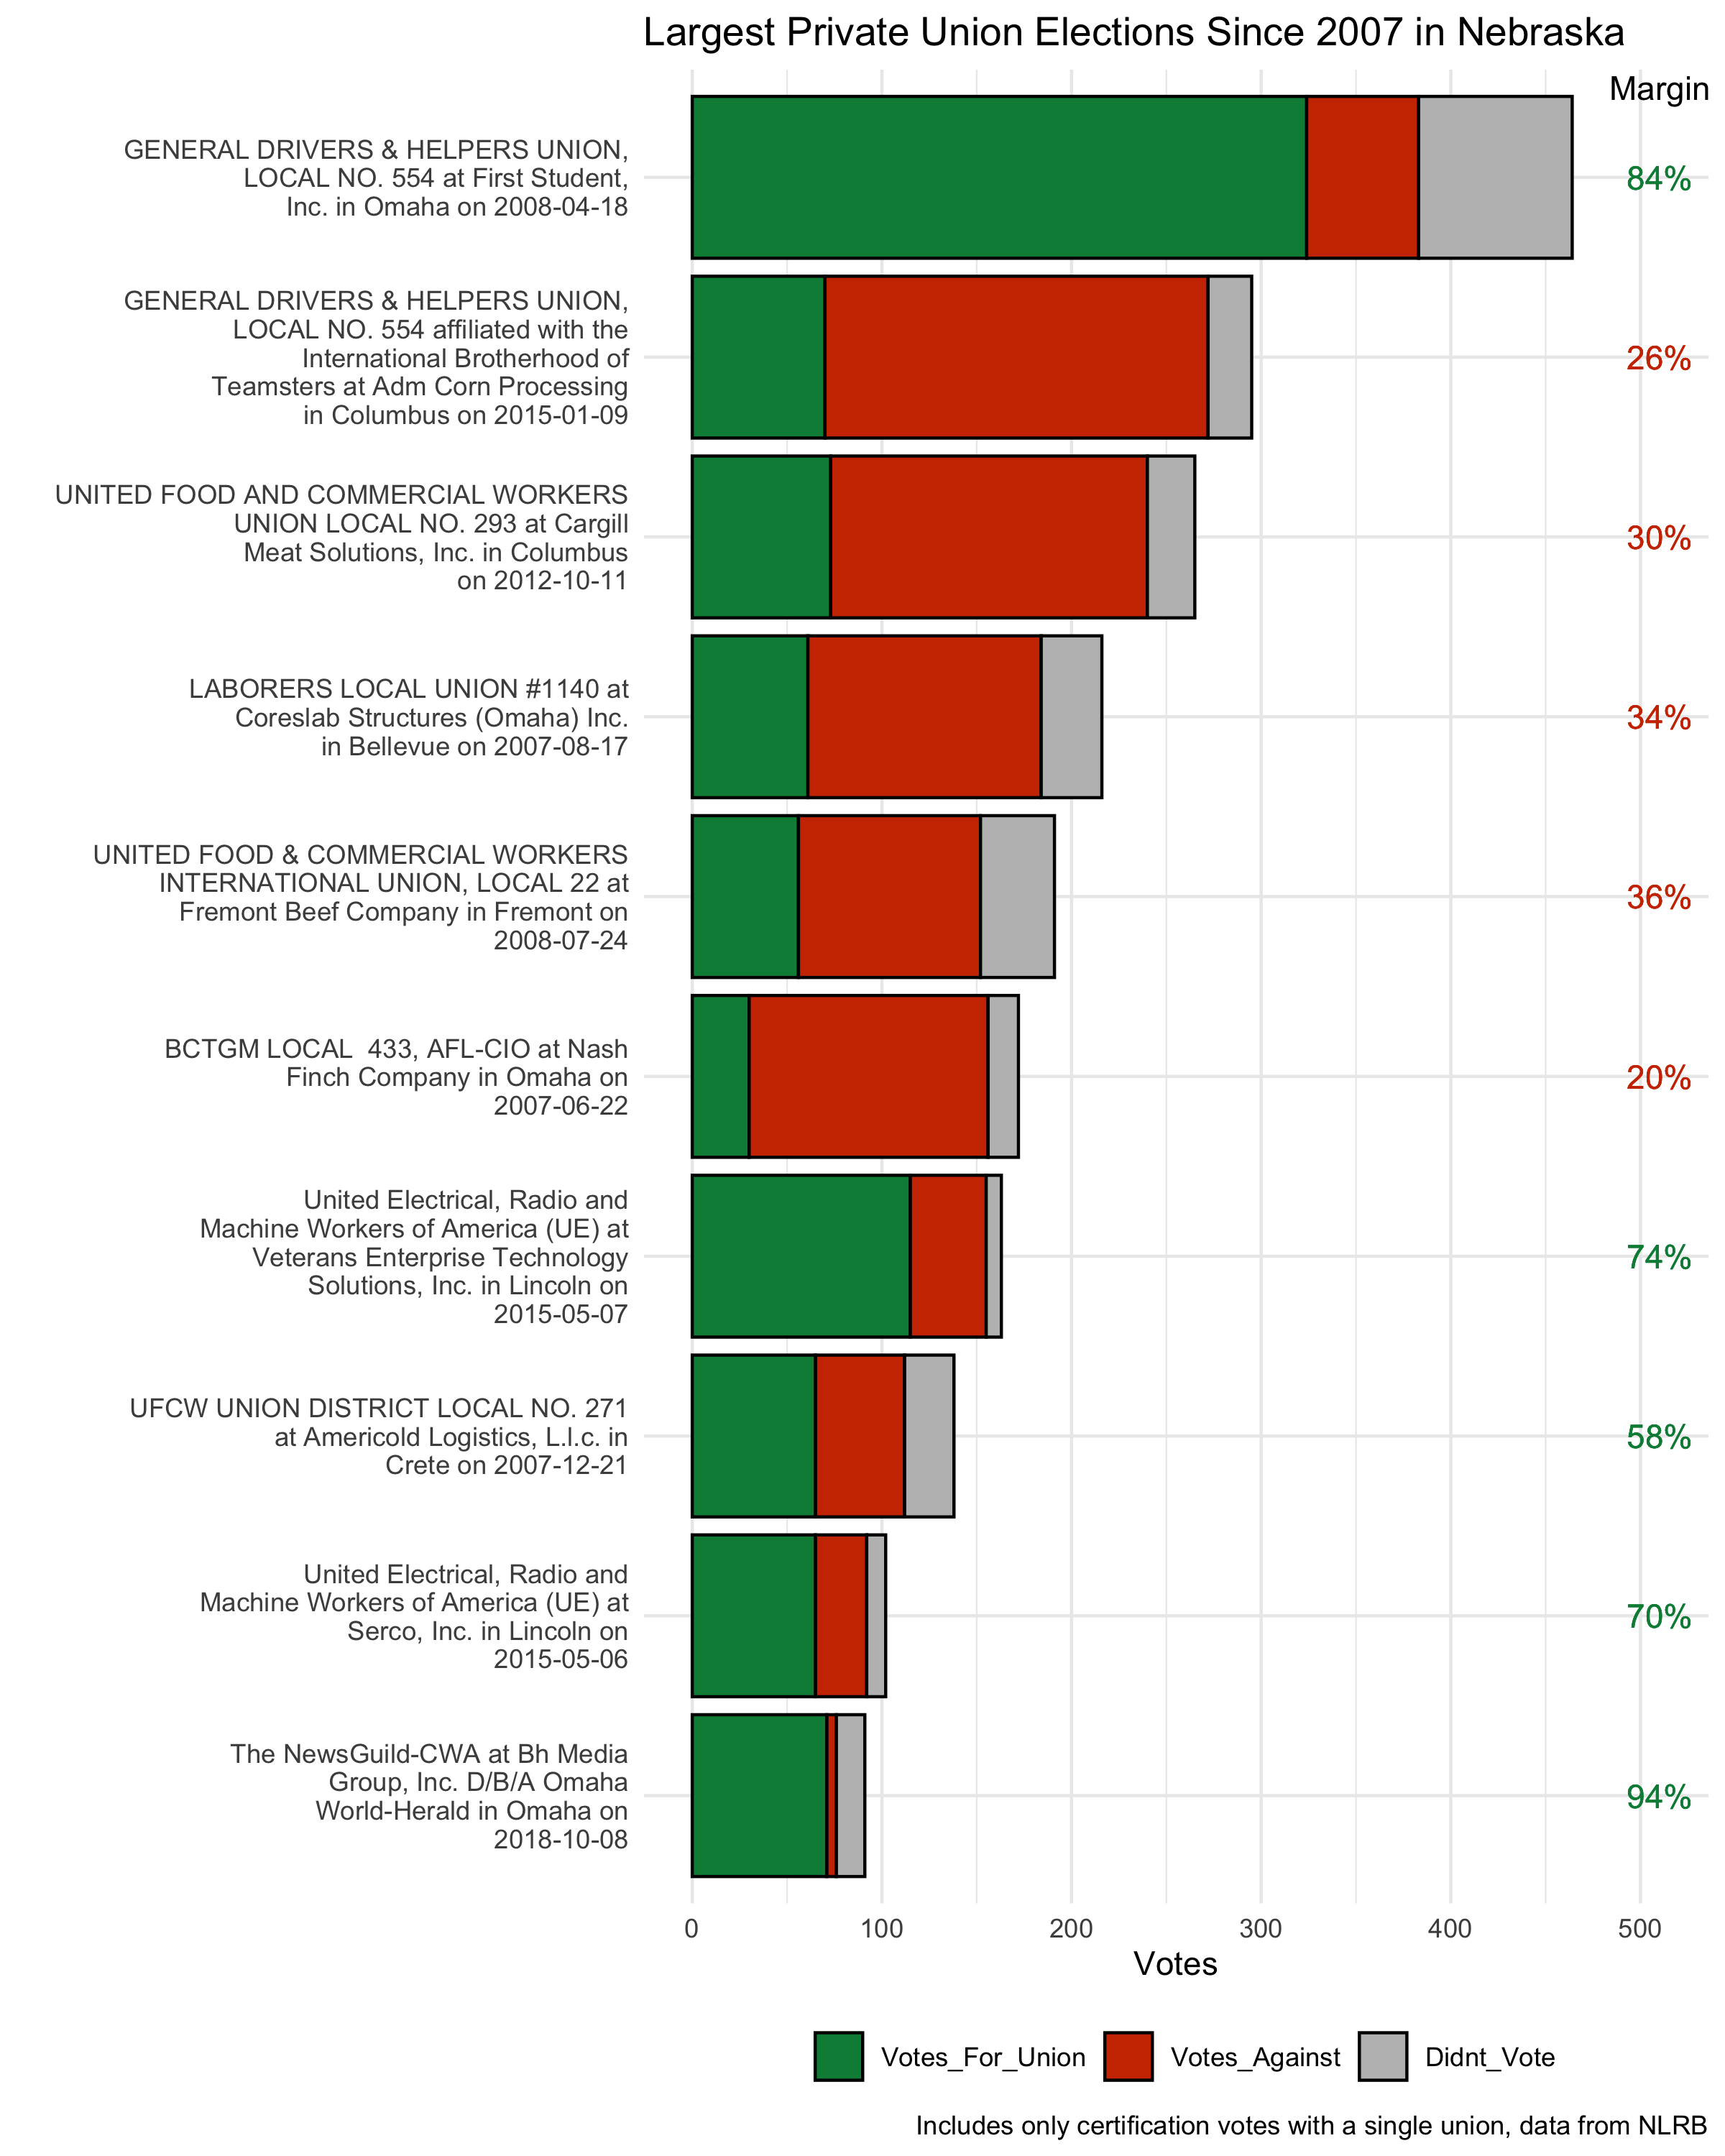 Largest Private Union Elections Since 2007 in Nebraska
Margin
GENERAL DRIVERS & HELPERS UNION,
LOCAL NO. 554 at First Student,
Inc. in Omaha on 2008-04-18
84%
GENERAL DRIVERS & HELPERS UNION,
LOCAL NO. 554 affiliated with the
International Brotherhood of
Teamsters at Adm Corn Processing
in Columbus on 2015-01-09
26%
UNITED FOOD AND COMMERCIAL WORKERS
UNION LOCAL NO. 293 at Cargill
Meat Solutions, Inc. in Columbus
on 2012-10-11
30%
LABORERS LOCAL UNION #1140 at
Coreslab Structures (Omaha) Inc.
in Bellevue on 2007-08-17
34%
UNITED FOOD & COMMERCIAL WORKERS
INTERNATIONAL UNION, LOCAL 22 at
Fremont Beef Company in Fremont on
2008-07-24
36%
BCTGM LOCAL  433, AFL-CIO at Nash
Finch Company in Omaha on
2007-06-22
20%
United Electrical, Radio and
Machine Workers of America (UE) at
Veterans Enterprise Technology
Solutions, Inc. in Lincoln on
2015-05-07
74%
UFCW UNION DISTRICT LOCAL NO. 271
at Americold Logistics, L.l.c. in
Crete on 2007-12-21
58%
United Electrical, Radio and
Machine Workers of America (UE) at
Serco, Inc. in Lincoln on
2015-05-06
70%
The NewsGuild-CWA at Bh Media
Group, Inc. D/B/A Omaha
World-Herald in Omaha on
2018-10-08
94%
0 100 200 300 400 500
Votes
Votes_For_Union Votes_Against Didnt_Vote
Includes only certification votes with a single union, data from NLRB